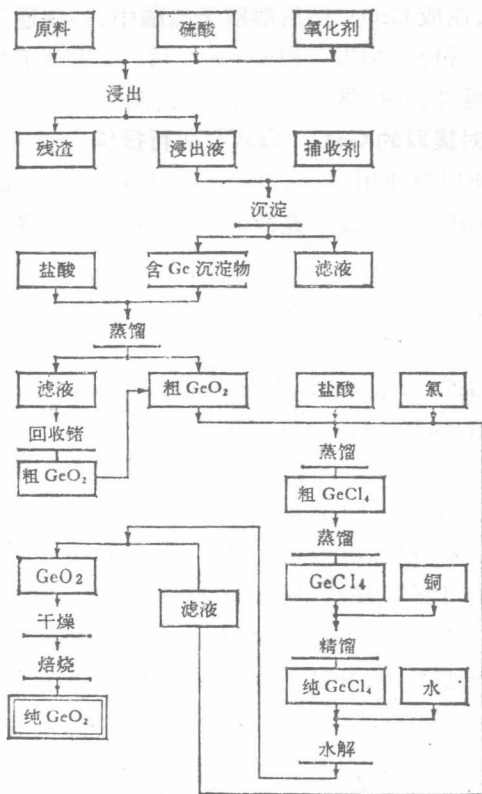 原料 硫酸 氧化剂
浸出
残渣 浸出液 捕收剂
沉淀
盐酸 含Ge沉淀物 滤液
蒸馏
滤液 粗GeO₂ 盐酸 氯
回收锗
蒸馏
粗GeO₂ 粗GeCl₄
蒸馏
GeO2 滤液 GeCl4 铜
干燥
精馏
焙烧
纯GeCl₄ 水
纯GeO₂
水解